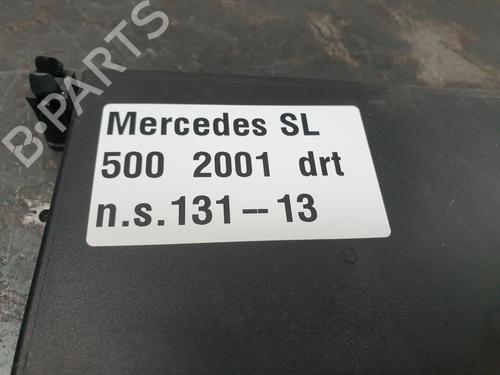 B-PARTS
Mercedes SL
500 2001 drt
n.s.131--13